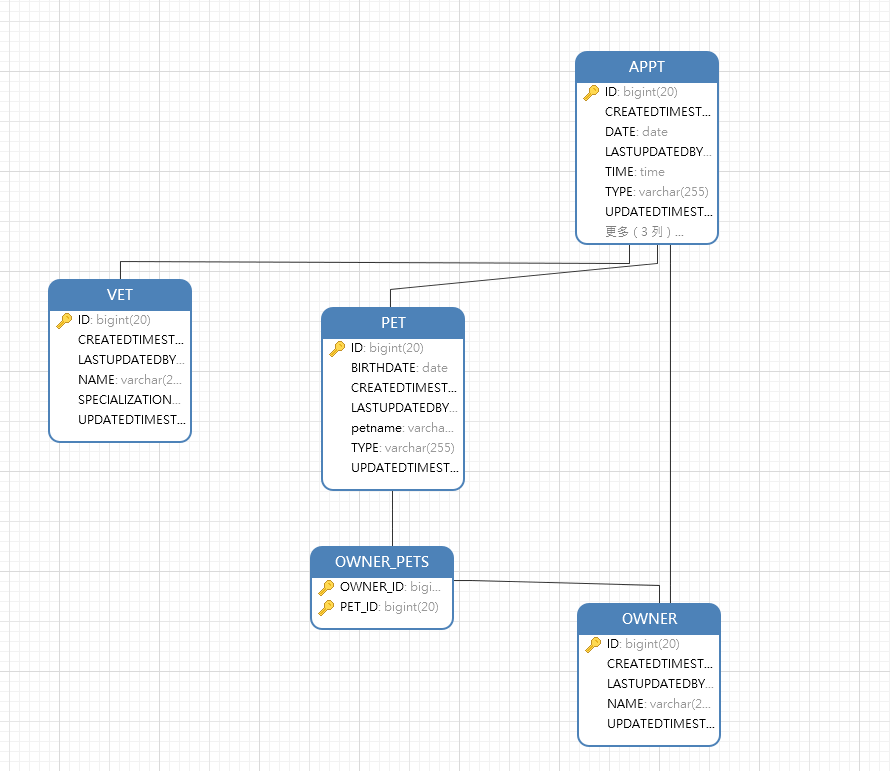 APPT
ID: bigint(20)
CREATEDTIMEST...
DATE: date
LASTUPDATEDBY...
TIME: time
TYPE: varchar(255)
UPDATEDTIMEST...
更多（3 列）...
VET
ID: bigint(20)
CREATEDTIMEST...
LASTUPDATEDBY...
NAME: varchar(2...
SPECIALIZATION...
UPDATEDTIMEST...
PET
ID: bigint(20)
BIRTHDATE: date
CREATEDTIMEST...
LASTUPDATEDBY...
petname: varcha...
TYPE: varchar(255)
UPDATEDTIMEST...
OWNER_PETS
OWNER_ID: bigi...
PET_ID: bigint(20)
OWNER
ID: bigint(20)
CREATEDTIMEST...
LASTUPDATEDBY...
NAME: varchar(2...
UPDATEDTIMEST...